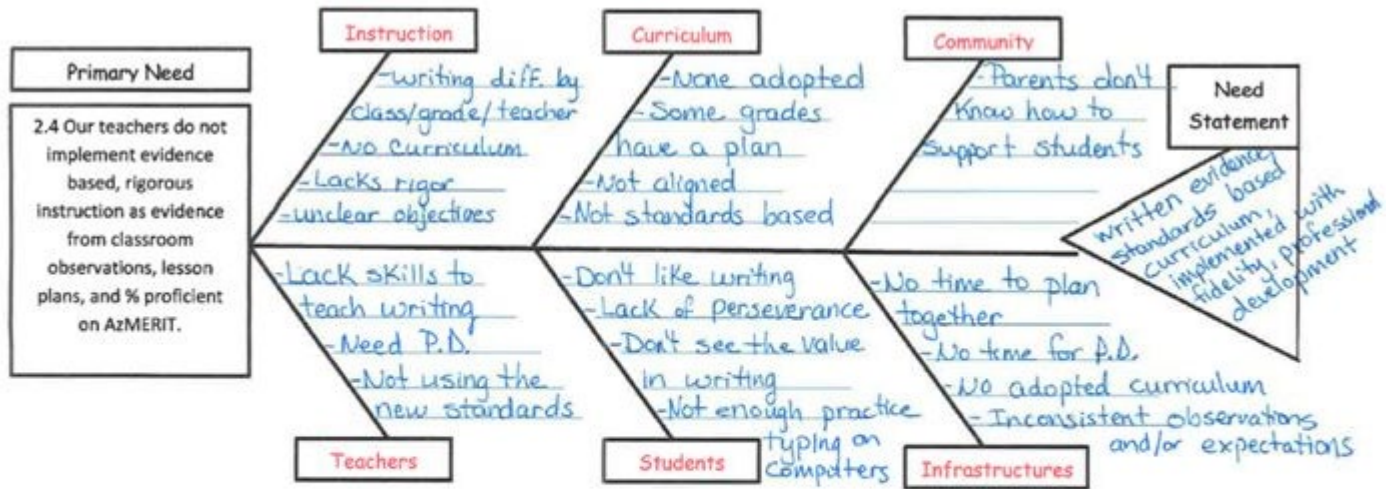 Primary Need
2.4 Our teachers do not
implement evidence
based, rigorous
instruction as evidence
from classroom
observations, lesson
plans, and % proficient
on AzMERIT.
Instruction
-Writing diff. by
class/grade/teacher
-No Curriculum
-Lacks rigor
-unclear objectives
Curriculum
-None adopted
-Some grades
have a plan
-Not aligned
-Not standards based
Community
-Parents don't
Know how to
support students
Need
Statement
written evidence,
standards based
curriculum,
implemented with
fidelity, professional
development
-Lack skills to
teach writing
-Need P.D.
-Not using the
new standards
Teachers
-Don't like writing
-Lack of Perseverance
-Don't see the value
in writing
-Not enough practice
typing on
Computers
Students
-No time to plan
together
-No time for P.D.
-No adopted curriculum
-Inconsistent observations
and/or expectations
Infrastructures